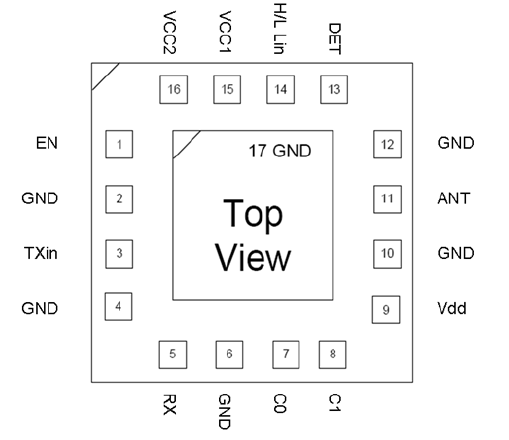 VCC2 VCC1 H/L Lin DET
16 15 14 13
EN 1 12 GND
17 GND
GND 2 11 ANT
Top
View
TXin 3 10 GND
GND 4 9 Vdd
5 6 7 8
RX GND C0 C1